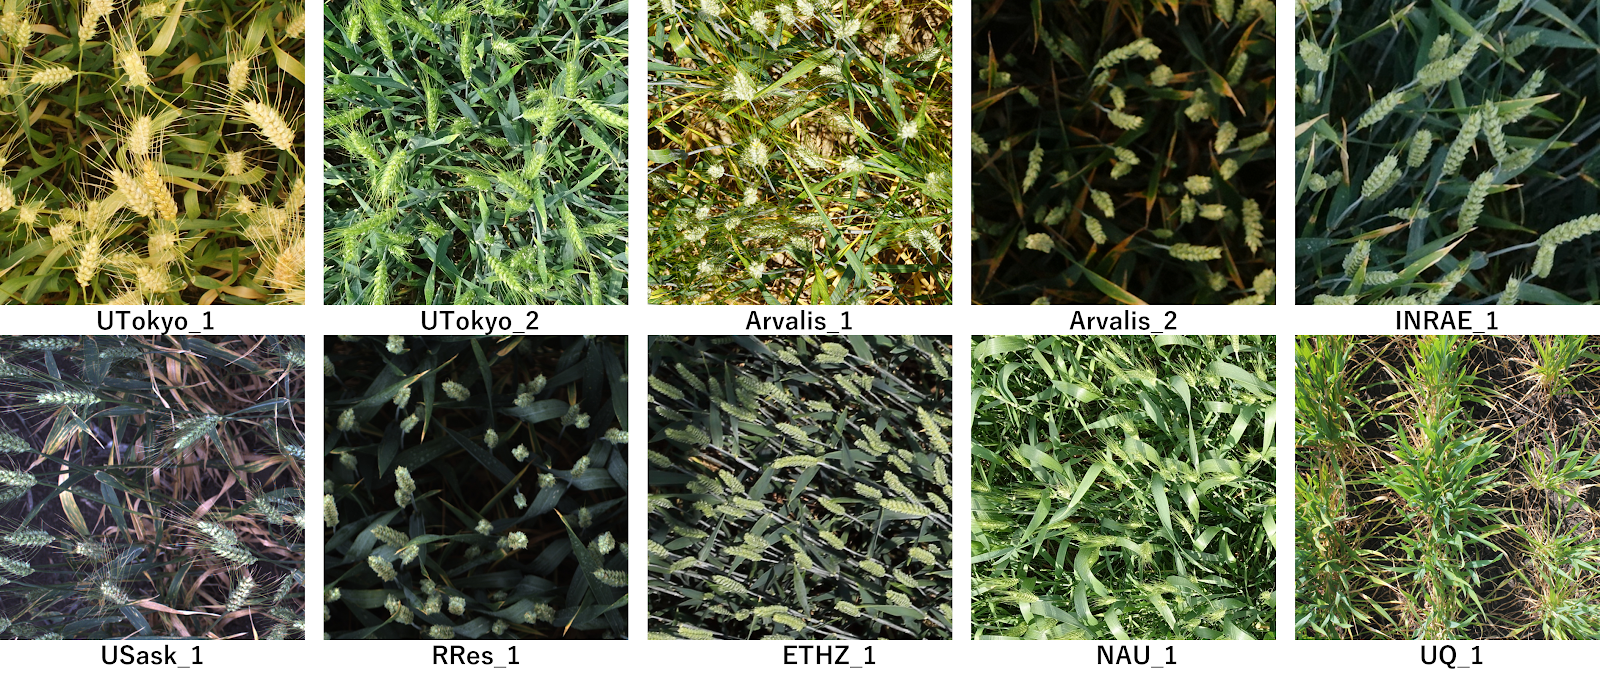 UTokyo_1
UTokyo_2
Arvalis_1
Arvalis_2
INRAE_1
USask_1
RRes_1
ETHZ_1
NAU_1
UQ_1